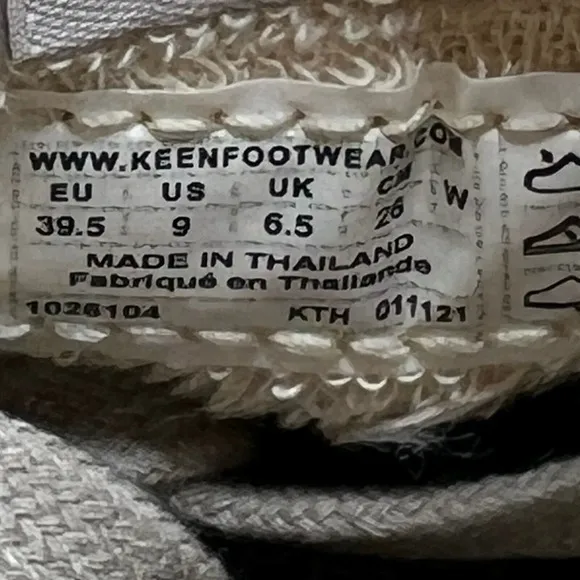 WWW.KEENFOOTWEAR.COM
EU US UK CM W
39.5 9 6.5 26
MADE IN THAILAND
Fabriqué en Thaïlande
1026104 KTH 011121